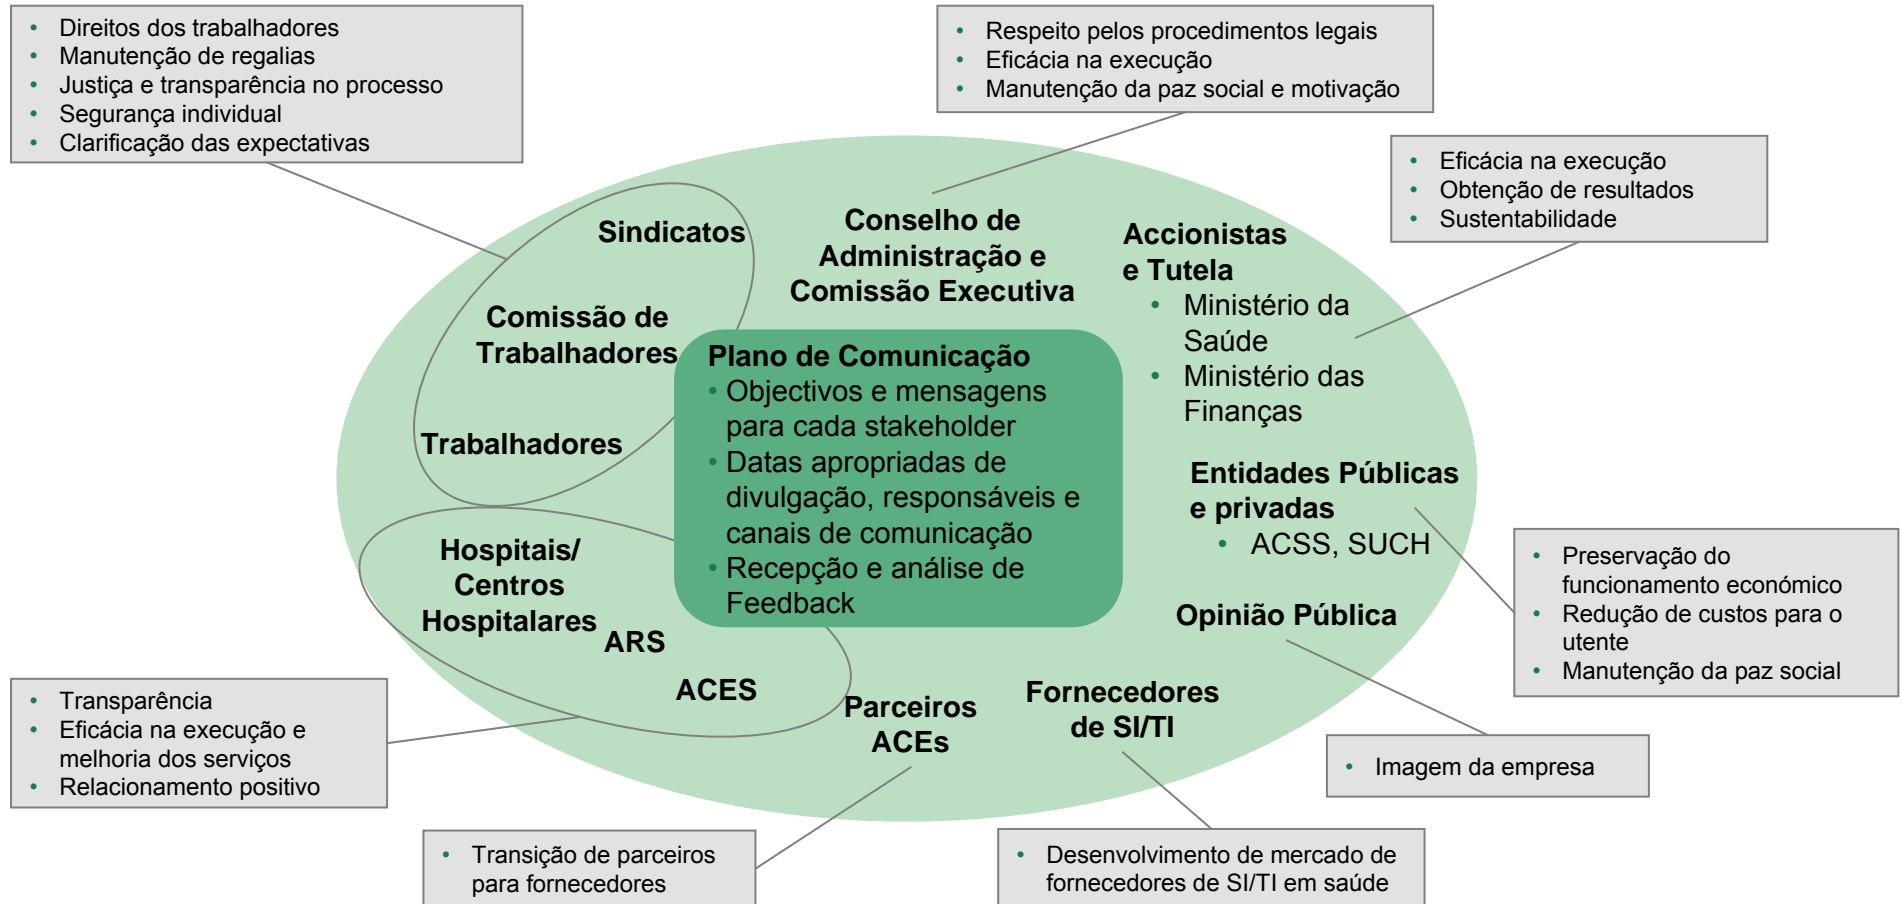 • Direitos dos trabalhadores
• Manutenção de regalias
• Justiça e transparência no processo
• Segurança individual
• Clarificação das expectativas
• Respeito pelos procedimentos legais
• Eficácia na execução
• Manutenção da paz social e motivação
• Eficácia na execução
• Obtenção de resultados
• Sustentabilidade
Sindicatos
Comissão de
Trabalhadores
Trabalhadores
Conselho de
Administração e
Comissão Executiva
Accionistas
e Tutela
• Ministério da
Saúde
• Ministério das
Finanças
Plano de Comunicação
• Objectivos e mensagens
para cada stakeholder
• Datas apropriadas de
divulgação, responsáveis e
canais de comunicação
• Recepção e análise de
Feedback
Entidades Públicas
e privadas
• ACSS, SUCH
Hospitais/
Centros
Hospitalares
ARS
ACES
Opinião Pública
Parceiros
ACEs
Fornecedores
de SI/TI
• Preservação do
funcionamento económico
• Redução de custos para o
utente
• Manutenção da paz social
• Transparência
• Eficácia na execução e
melhoria dos serviços
• Relacionamento positivo
• Imagem da empresa
• Transição de parceiros
para fornecedores
• Desenvolvimento de mercado de
fornecedores de SI/TI em saúde